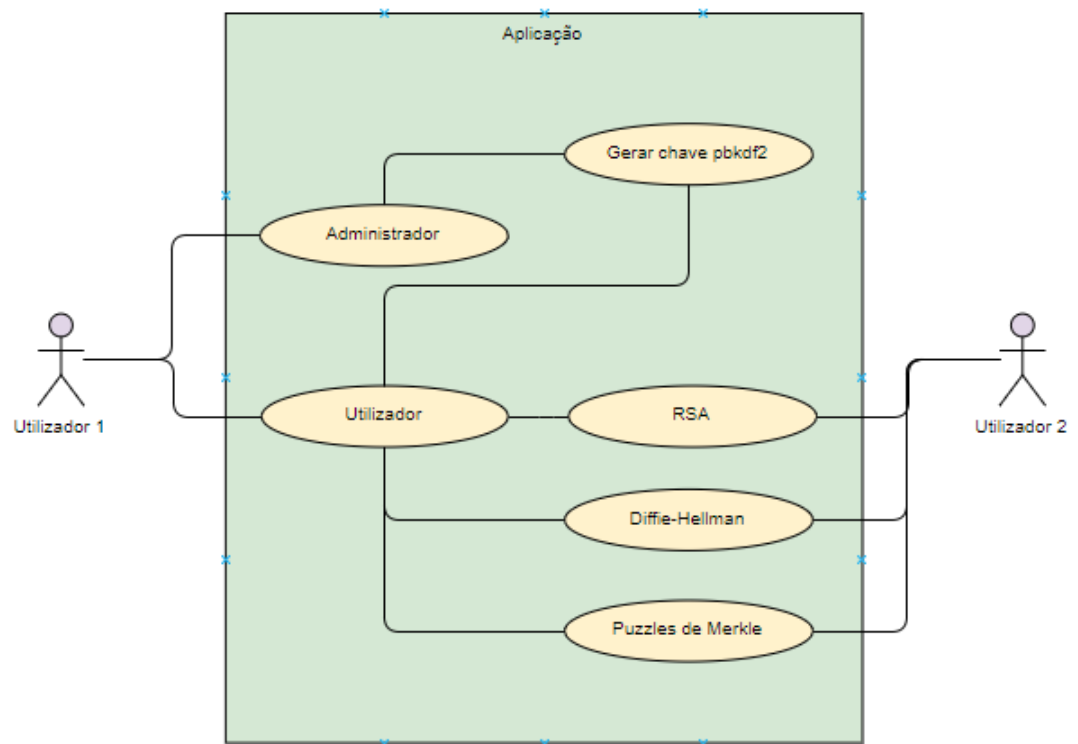 Aplicação
Gerar chave pbkdf2
Administrador
Utilizador 1
Utilizador
RSA
Utilizador 2
Diffie-Hellman
Puzzles de Merkle